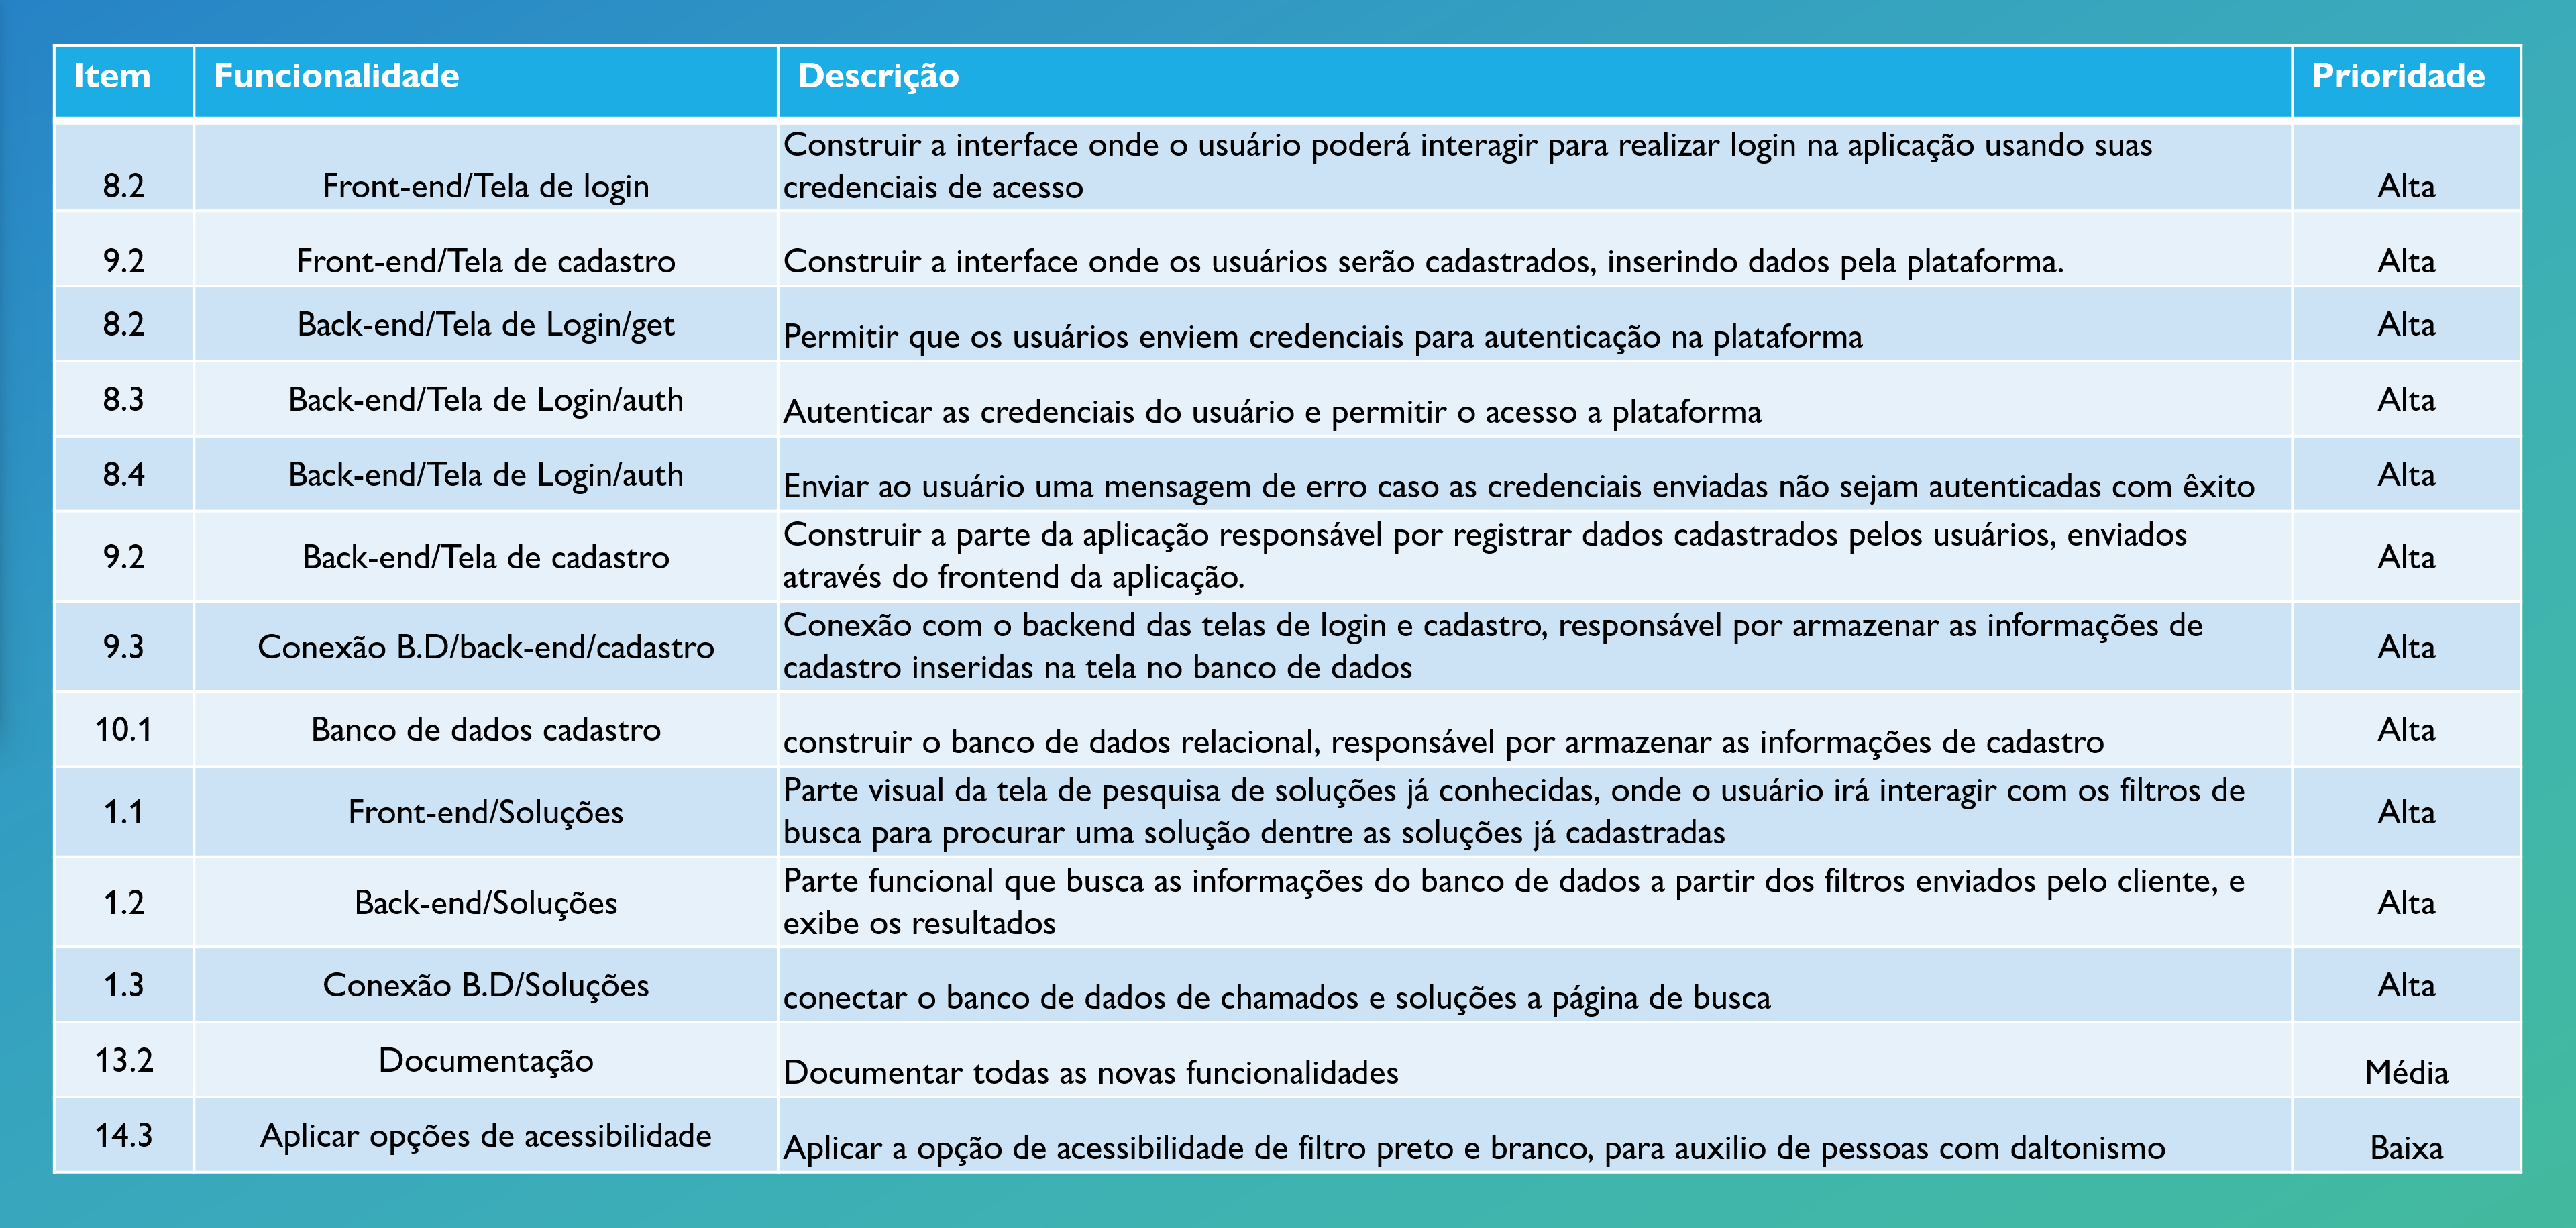 Item Funcionalidade Descrição Prioridade
Construir a interface onde o usuário poderá interagir para realizar login na aplicação usando suas
8.2 Front-end/Tela de login credenciais de acesso Alta
9.2 Front-end/Tela de cadastro Construir a interface onde os usuários serão cadastrados, inserindo dados pela plataforma. Alta
8.2 Back-end/Tela de Login/get Permitir que os usuários enviem credenciais para autenticação na plataforma Alta
8.3 Back-end/Tela de Login/auth Autenticar as credenciais do usuário e permitir o acesso a plataforma Alta
8.4 Back-end/Tela de Login/auth Enviar ao usuário uma mensagem de erro caso as credenciais enviadas não sejam autenticadas com êxito Alta
9.2 Back-end/Tela de cadastro Construir a parte da aplicação responsável por registrar dados cadastrados pelos usuários, enviados
através do frontend da aplicação. Alta
9.3 Conexão B.D/back-end/cadastro Conexão com o backend das telas de login e cadastro, responsável por armazenar as informações de
cadastro inseridas na tela no banco de dados Alta
10.1 Banco de dados cadastro construir o banco de dados relacional, responsável por armazenar as informações de cadastro Alta
1.1 Front-end/Soluções Parte visual da tela de pesquisa de soluções já conhecidas, onde o usuário irá interagir com os filtros de
busca para procurar uma solução dentre as soluções já cadastradas Alta
1.2 Back-end/Soluções Parte funcional que busca as informações do banco de dados a partir dos filtros enviados pelo cliente, e
exibe os resultados Alta
1.3 Conexão B.D/Soluções conectar o banco de dados de chamados e soluções a página de busca Alta
13.2 Documentação Documentar todas as novas funcionalidades Média
14.3 Aplicar opções de acessibilidade Aplicar a opção de acessibilidade de filtro preto e branco, para auxilio de pessoas com daltonismo Baixa